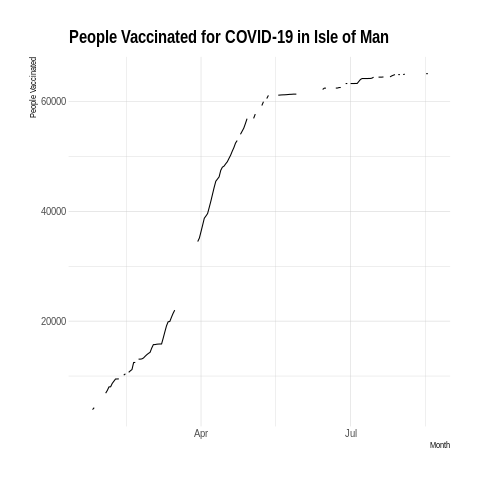 People Vaccinated for COVID-19 in Isle of Man
People Vaccinated
60000
40000
20000
Apr
Jul
Month